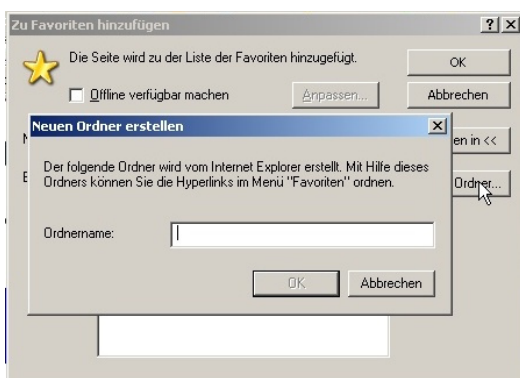 Zu Favoriten hinzufügen
Die Seite wird zu der Liste der Favoriten hinzugefügt.
OK
Offline verfügbar machen
Anpassen...
Abbrechen
Neuen Ordner erstellen
en in <<
Der folgende Ordner wird vom Internet Explorer erstellt. Mit Hilfe dieses
Ordners können Sie die Hyperlinks im Menü "Favoriten" ordnen.
Ordner...
Ordnername:
OK
Abbrechen